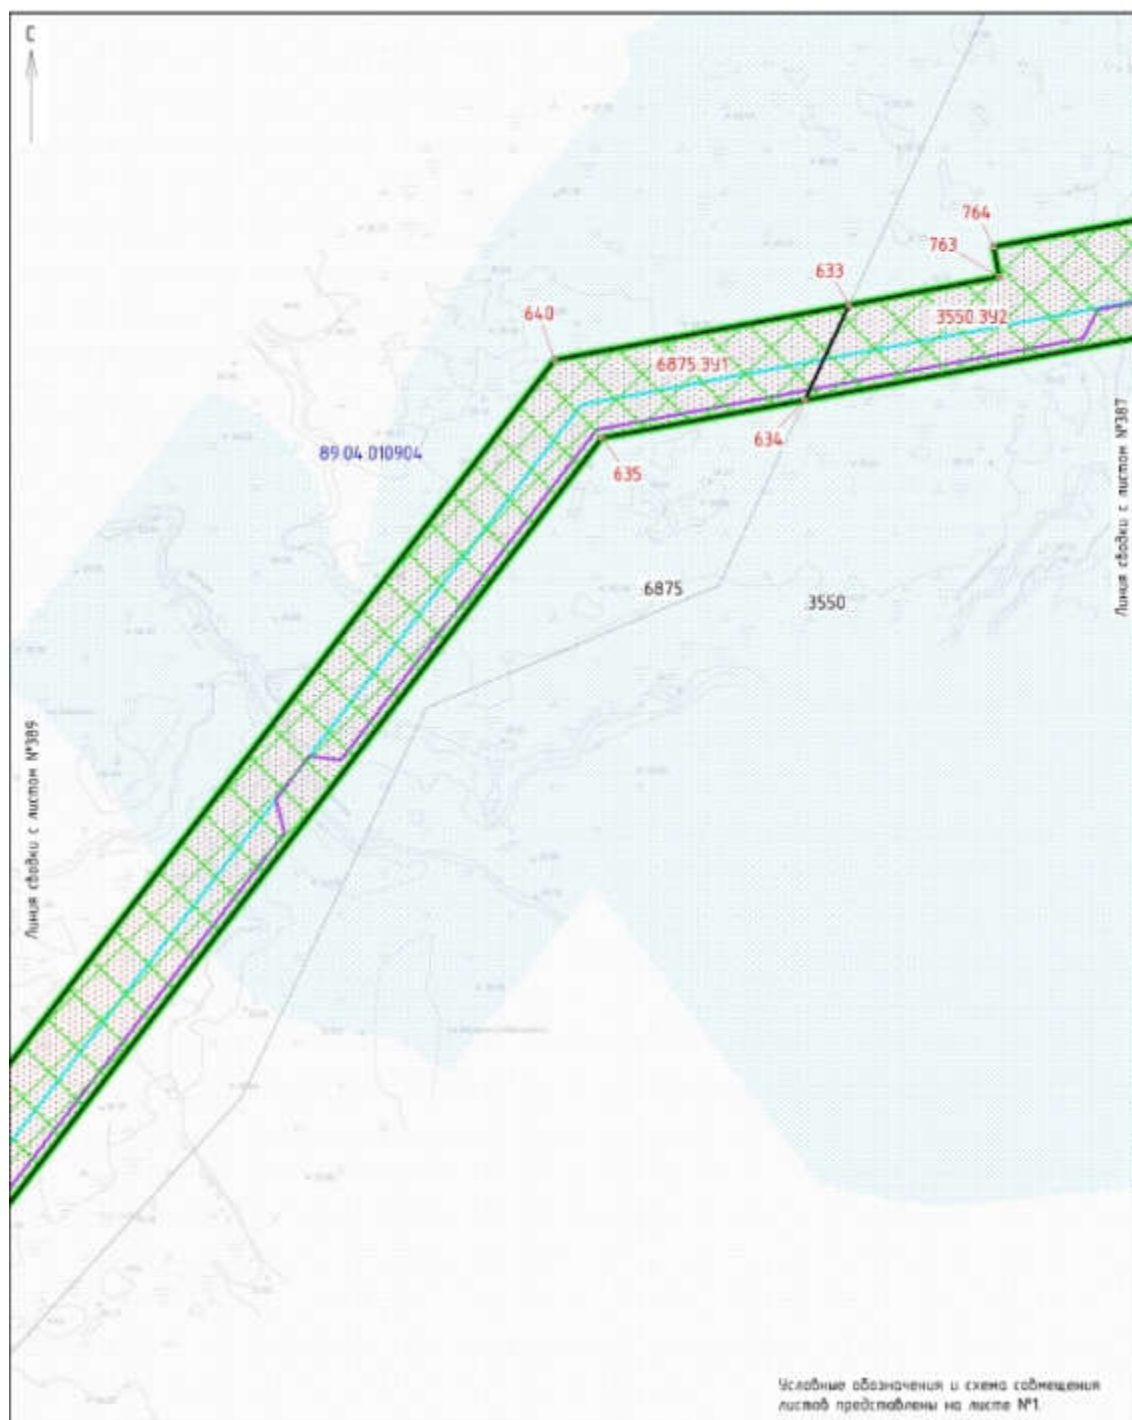 С
764
763
633
640
3550.ЗУ2
6875.ЗУ1
634
89:04:010904
635
6875
:3550
Линия сводки с листом №387
Линия сводки с листом №389
Условные обозначения и схема совмещения
листов представлены на листе №1